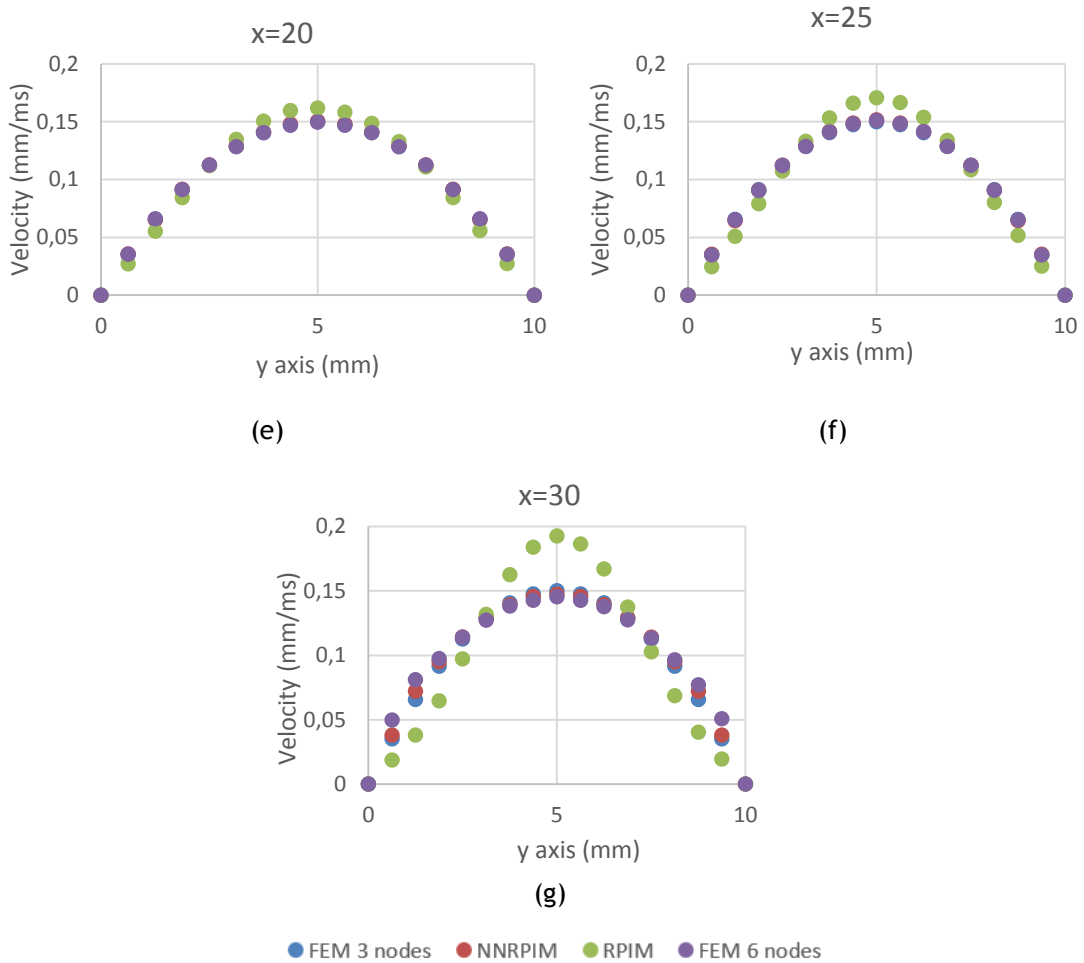 x=20
0,2
0,15
0,1
0,05
0
0 5 10
Velocity (mm/ms)
y axis (mm)
(e)
x=25
0,2
0,15
0,1
0,05
0
0 5 10
Velocity (mm/ms)
y axis (mm)
(f)
x=30
0,2
0,15
0,1
0,05
0
0 5 10
Velocity (mm/ms)
y axis (mm)
(g)
FEM 3 nodes NNRPIM RPIM FEM 6 nodes